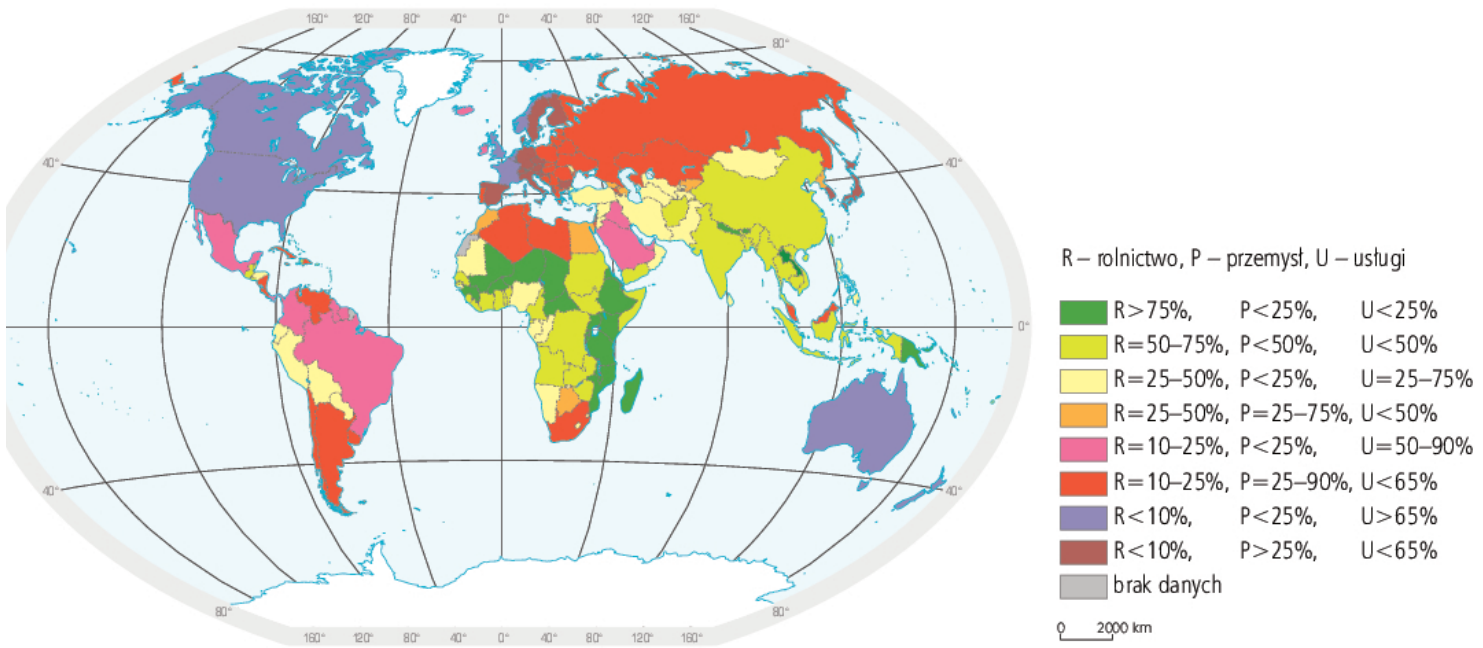 160° 120° 80° 40° 0° 40° 80° 120° 160°
80°
40° 40°
R – rolnictwo, P – przemysł, U – usługi
R>75%, P<25%, U<25%
0°
R=50–75%, P<50%, U<50%
R=25–50%, P<25%, U=25–75%
R=25–50%, P=25–75%, U<50%
R=10–25%, P<25%, U=50–90%
R=10–25%, P=25–90%, U<65%
40° 40°
R<10%, P<25%, U>65%
R<10%, P>25%, U<65%
brak danych
80° 80°
0 2000 km
160° 120° 80° 40° 0° 40° 80° 120° 160°